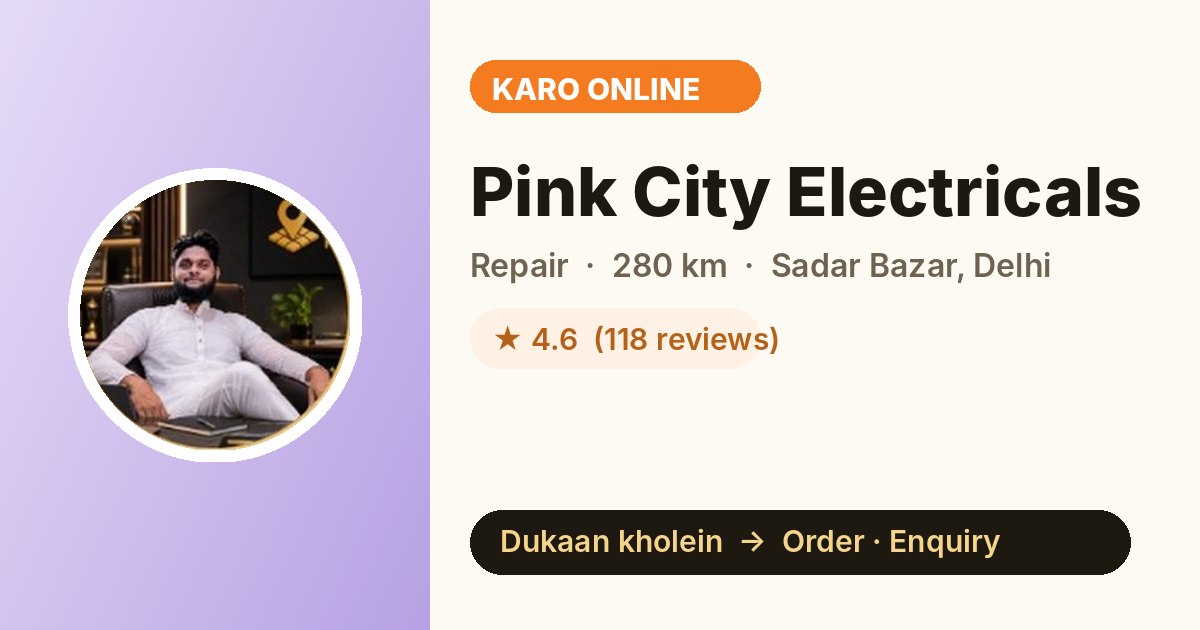 KARO ONLINE
Pink City Electricals
Repair · 280 km · Sadar Bazar, Delhi
★ 4.6 (118 reviews)
Dukaan kholein → Order · Enquiry